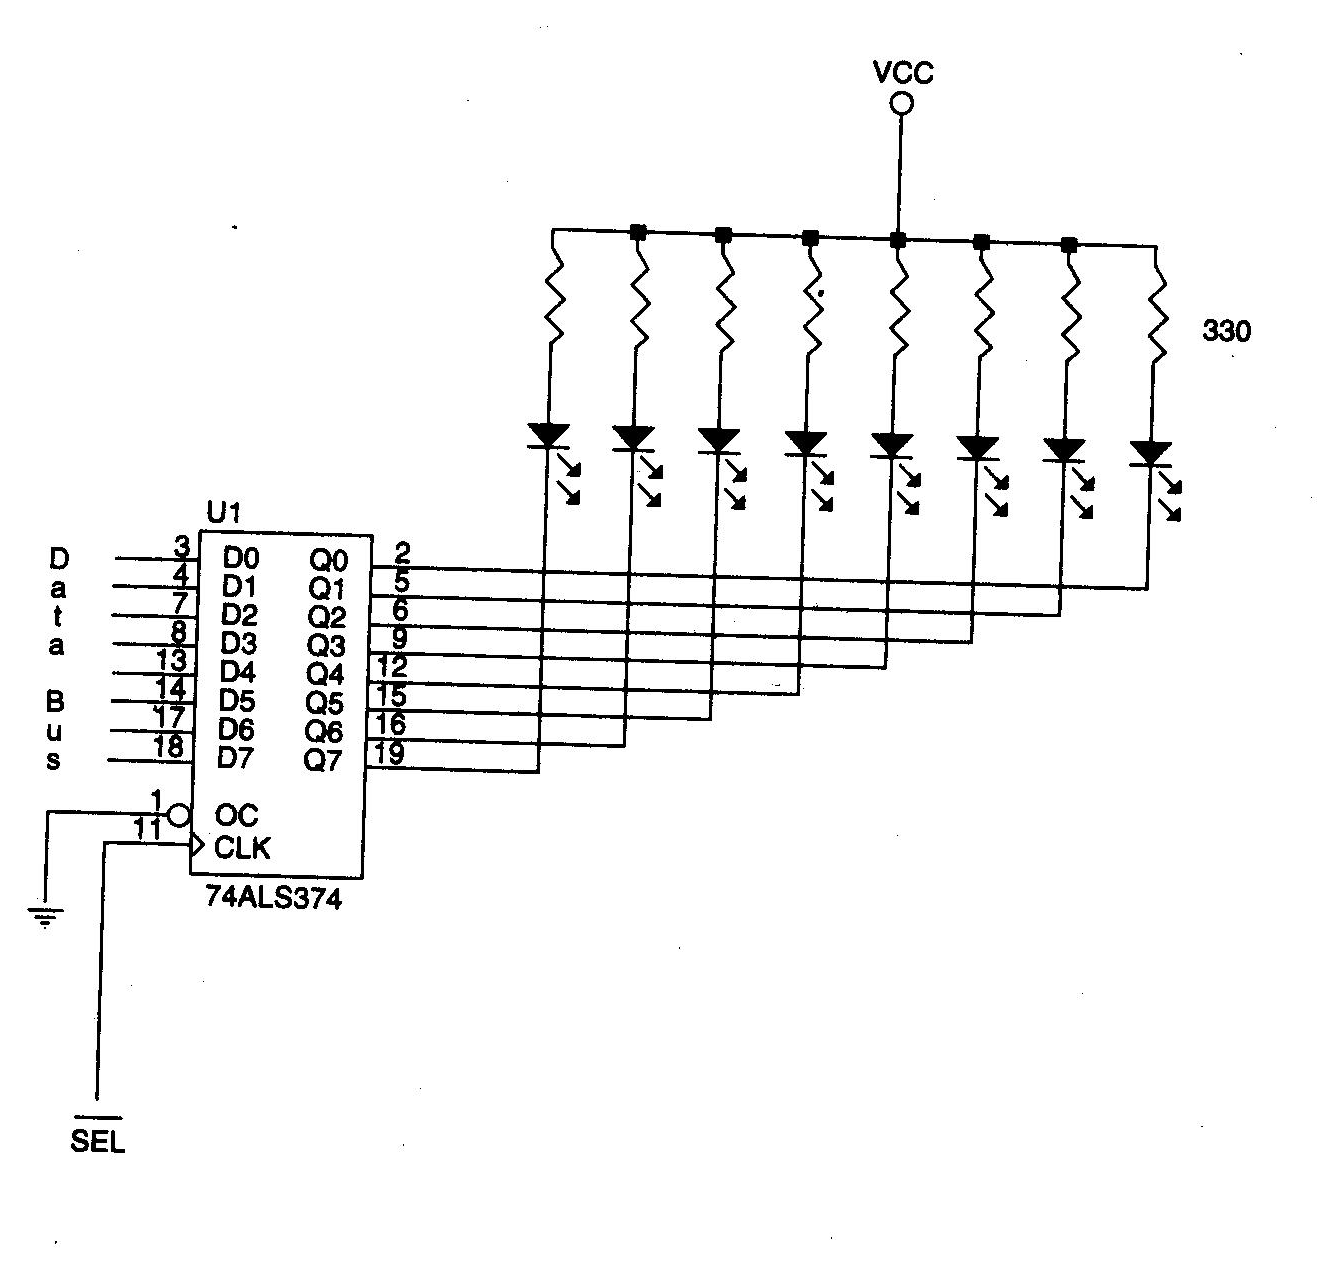 VCC
330
U1
Data Bus
3 D0 Q0 2
4 D1 Q1 5
7 D2 Q2 6
8 D3 Q3 9
13 D4 Q4 12
14 D5 Q5 15
17 D6 Q6 16
18 D7 Q7 19
1 OC
11 CLK
74ALS374
SEL